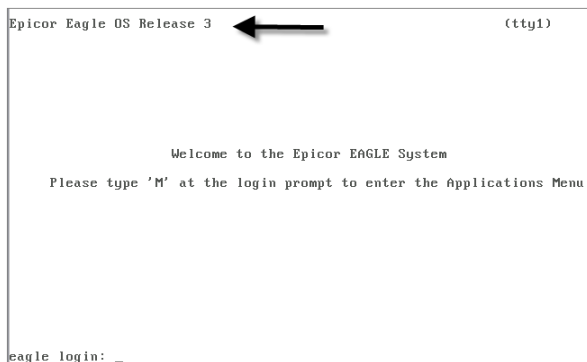 Epicor Eagle OS Release 3 (tty1)
Welcome to the Epicor EAGLE System
Please type 'M' at the login prompt to enter the Applications Menu
eagle login: _